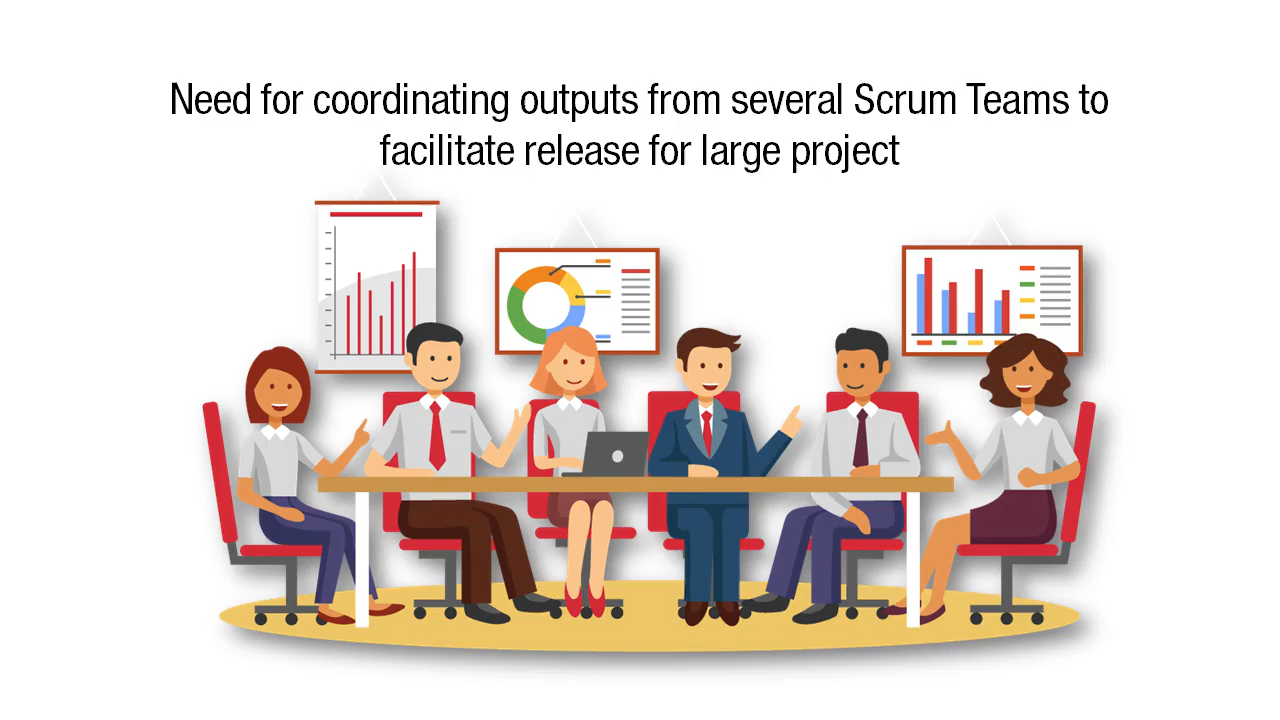 Need for coordinating outputs from several Scrum Teams to
facilitate release for large project